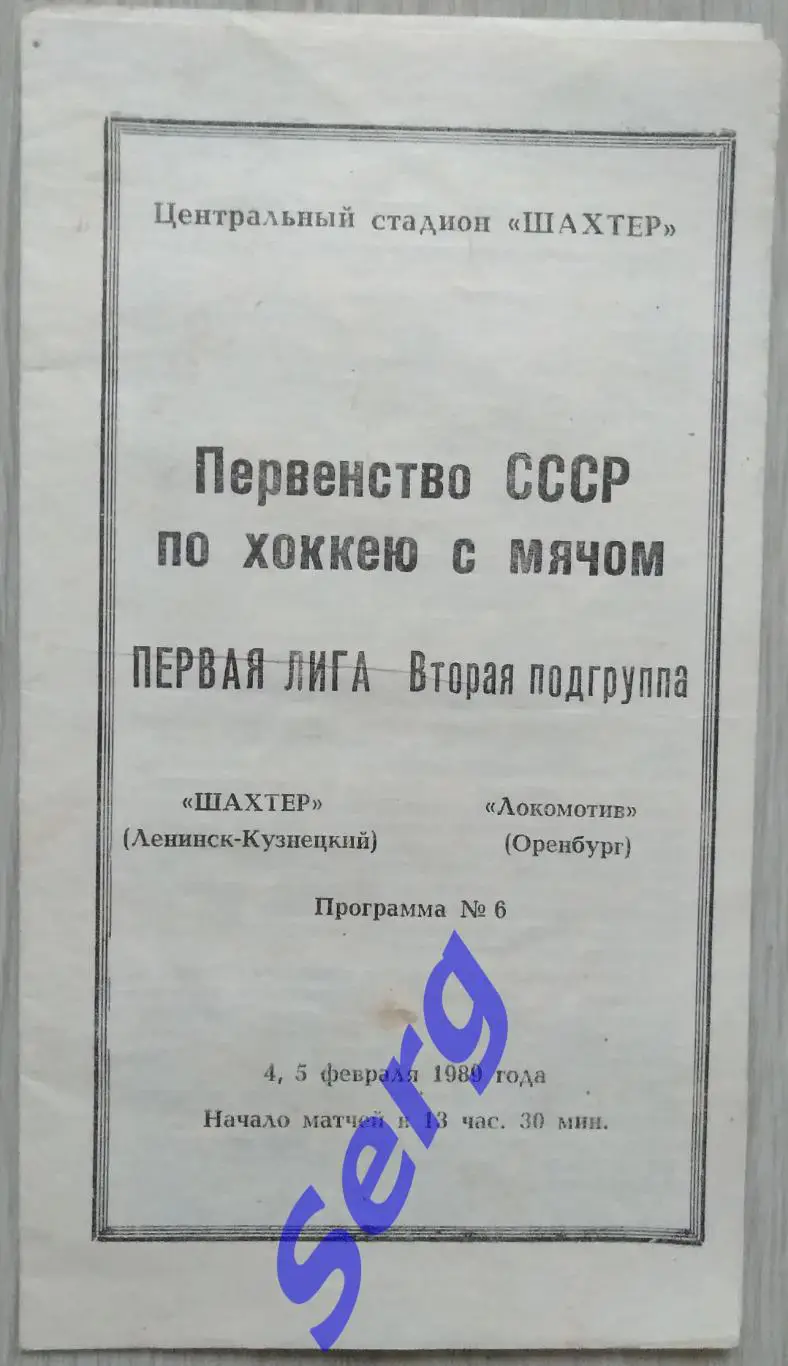 Центральный стадион «ШАХТЕР»
Первенство СССР
по хоккею с мячом
ПЕРВАЯ ЛИГА Вторая подгруппа
«ШАХТЕР» «Локомотив»
(Ленинск-Кузнецкий) (Оренбург)
Программа № 6
4, 5 февраля 1989 года
Начало матчей в 13 час. 30 мин.
Serg